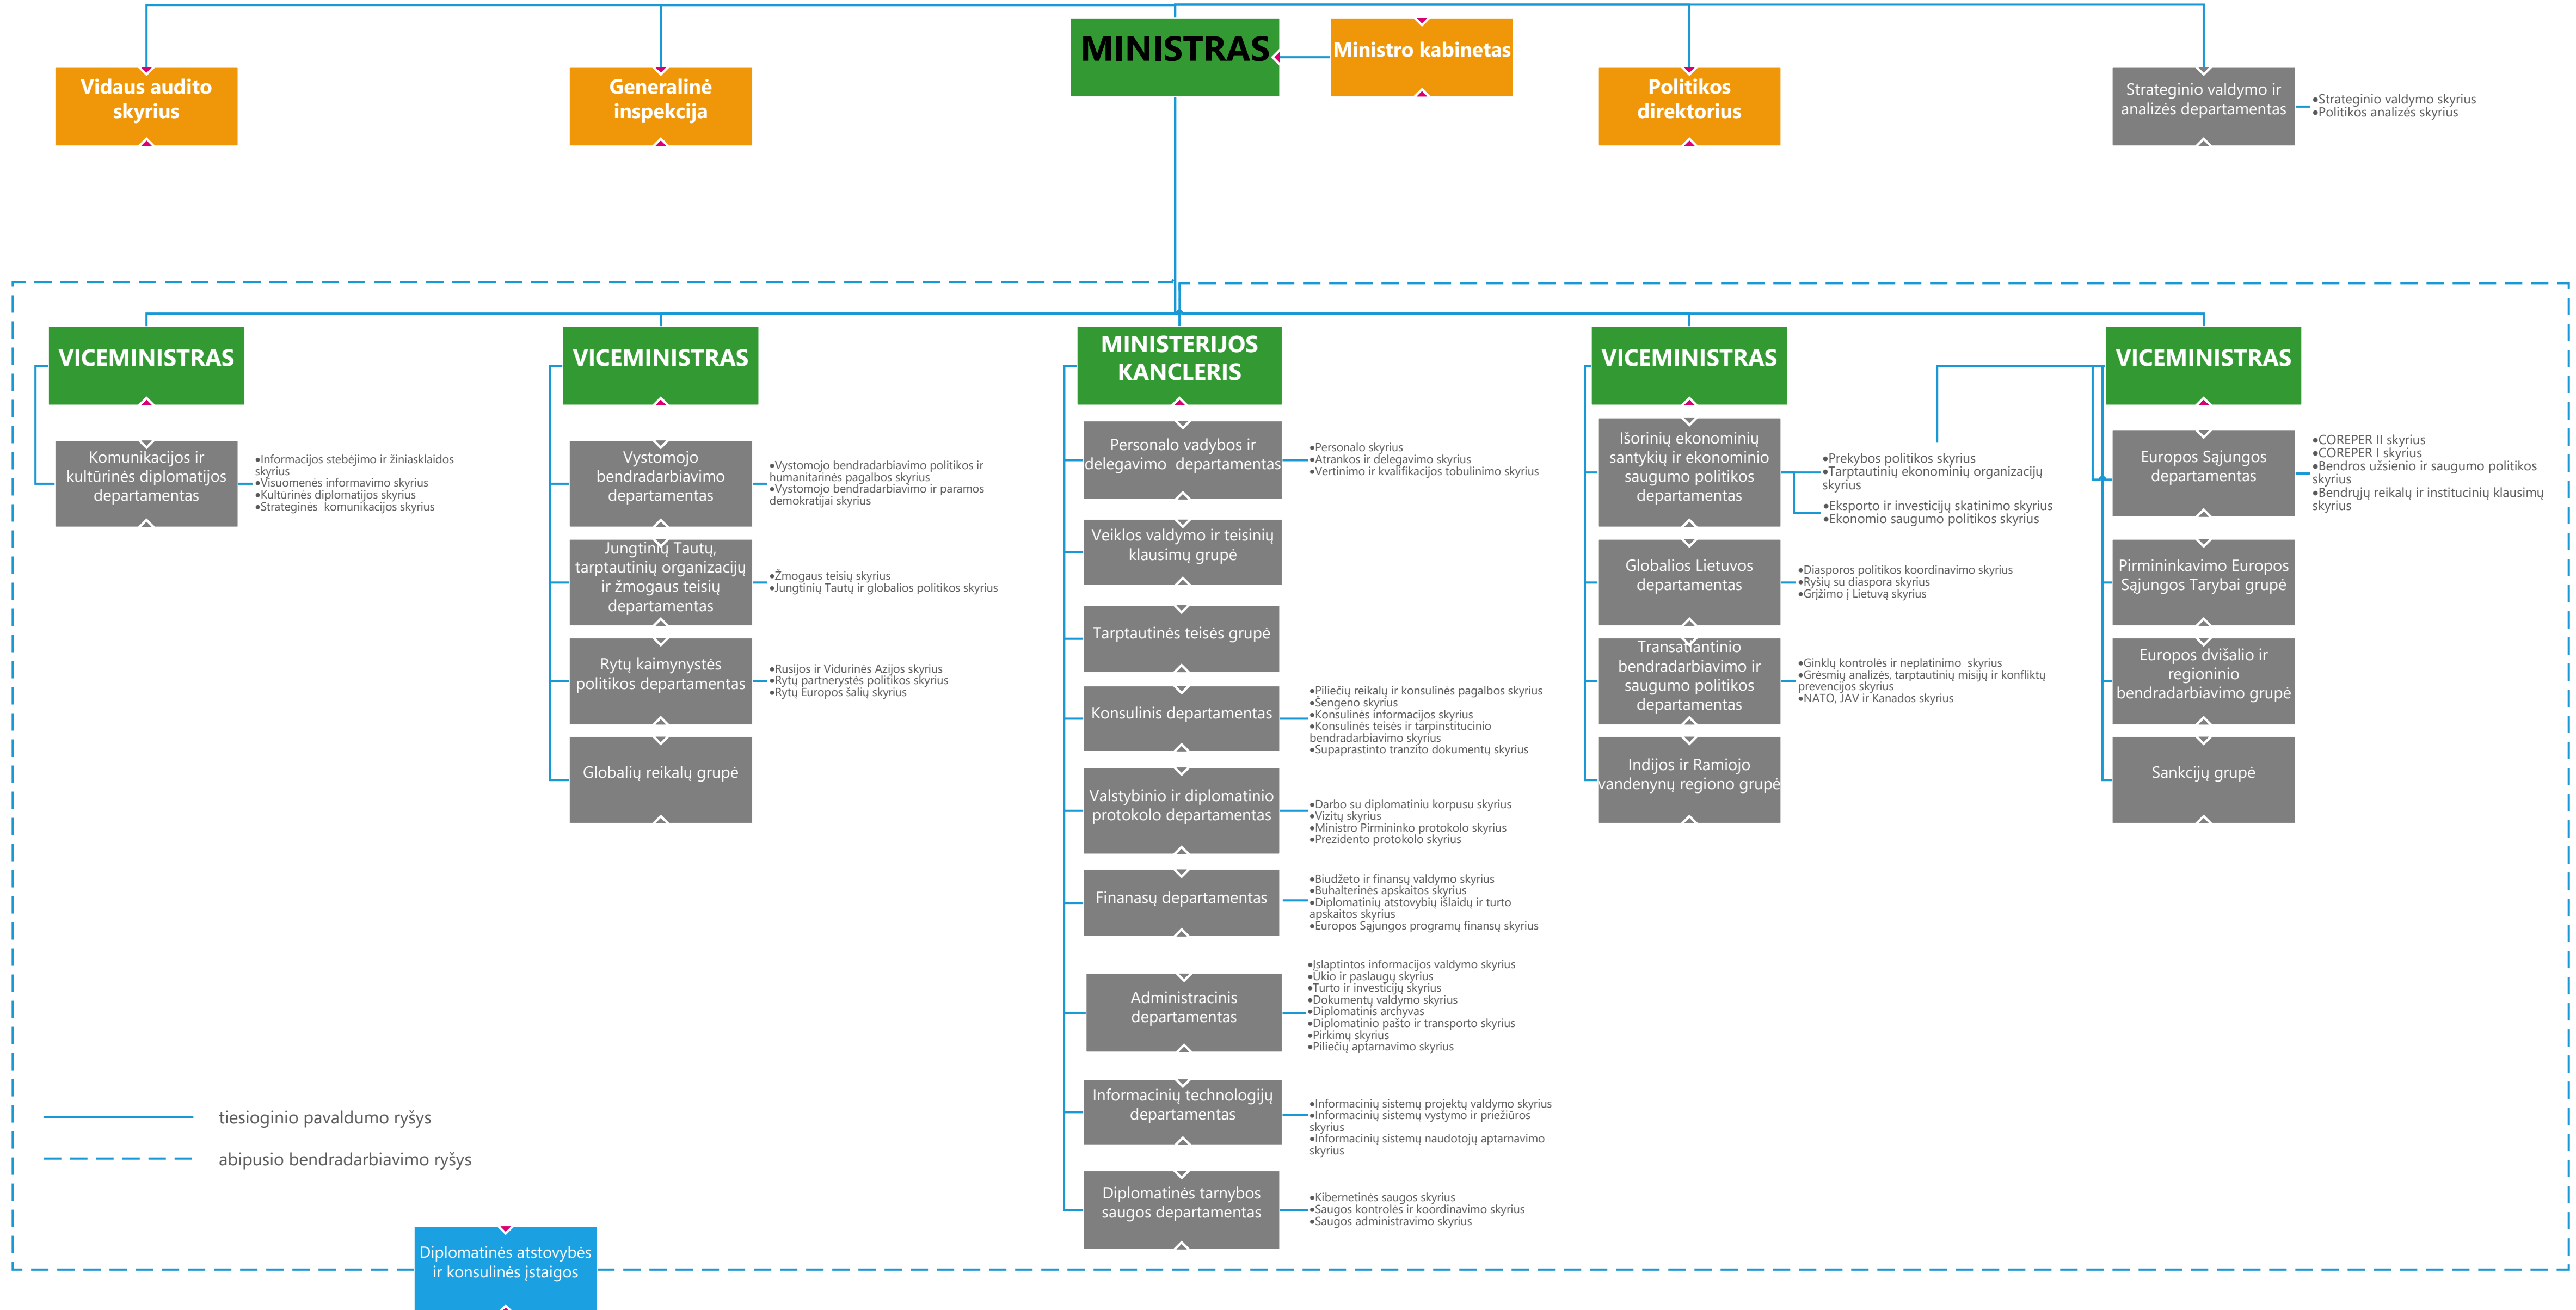 MINISTRAS
Ministro kabinetas
Vidaus audito
skyrius
Generalinė
inspekcija
Politikos
direktorius
Strateginio valdymo ir
analizės departamentas
•Strateginio valdymo skyrius
•Politikos analizės skyrius
VICEMINISTRAS
Komunikacijos ir
kultūrinės diplomatijos
departamentas
•Informacijos stebėjimo ir žiniasklaidos
skyrius
•Visuomenės informavimo skyrius
•Kultūrinės diplomatijos skyrius
•Strateginės  komunikacijos skyrius
VICEMINISTRAS
Vystomojo
bendradarbiavimo
departamentas
•Vystomojo bendradarbiavimo politikos ir
humanitarinės pagalbos skyrius
•Vystomojo bendradarbiavimo ir paramos
demokratijai skyrius
Jungtinių Tautų,
tarptautinių organizacijų
ir žmogaus teisių
departamentas
•Žmogaus teisių skyrius
•Jungtinių Tautų ir globalios politikos skyrius
Rytų kaimynystės
politikos departamentas
•Rusijos ir Vidurinės Azijos skyrius
•Rytų partnerystės politikos skyrius
•Rytų Europos šalių skyrius
Globalių reikalų grupė
MINISTERIJOS
KANCLERIS
Personalo vadybos ir
delegavimo  departamentas
•Personalo skyrius
•Atrankos ir delegavimo skyrius
•Vertinimo ir kvalifikacijos tobulinimo skyrius
Veiklos valdymo ir teisinių
klausimų grupė
Tarptautinės teisės grupė
Konsulinis departamentas
•Piliečių reikalų ir konsulinės pagalbos skyrius
•Šengeno skyrius
•Konsulinės informacijos skyrius
•Konsulinės teisės ir tarpinstitucinio
bendradarbiavimo skyrius
•Supaprastinto tranzito dokumentų skyrius
Valstybinio ir diplomatinio
protokolo departamentas
•Darbo su diplomatiniu korpusu skyrius
•Vizitų skyrius
•Ministro Pirmininko protokolo skyrius
•Prezidento protokolo skyrius
Finanasų departamentas
•Biudžeto ir finansų valdymo skyrius
•Buhalterinės apskaitos skyrius
•Diplomatinių atstovybių išlaidų ir turto
apskaitos skyrius
•Europos Sąjungos programų finansų skyrius
Administracinis
departamentas
•Įslaptintos informacijos valdymo skyrius
•Ūkio ir paslaugų skyrius
•Turto ir investicijų skyrius
•Dokumentų valdymo skyrius
•Diplomatinis archyvas
•Diplomatinio pašto ir transporto skyrius
•Pirkimų skyrius
•Piliečių aptarnavimo skyrius
Informacinių technologijų
departamentas
•Informacinių sistemų projektų valdymo skyrius
•Informacinių sistemų vystymo ir priežiūros
skyrius
•Informacinių sistemų naudotojų aptarnavimo
skyrius
Diplomatinės tarnybos
saugos departamentas
•Kibernetinės saugos skyrius
•Saugos kontrolės ir koordinavimo skyrius
•Saugos administravimo skyrius
VICEMINISTRAS
Išorinių ekonominių
santykių ir ekonominio
saugumo politikos
departamentas
•Prekybos politikos skyrius
•Tarptautinių ekonominių organizacijų
skyrius
•Eksporto ir investicijų skatinimo skyrius
•Ekonomio saugumo politikos skyrius
Globalios Lietuvos
departamentas
•Diasporos politikos koordinavimo skyrius
•Ryšių su diaspora skyrius
•Grįžimo į Lietuvą skyrius
Transatlantinio
bendradarbiavimo ir
saugumo politikos
departamentas
•Ginklų kontrolės ir neplatinimo  skyrius
•Grėsmių analizės, tarptautinių misijų ir konfliktų
prevencijos skyrius
•NATO, JAV ir Kanados skyrius
Indijos ir Ramiojo
vandenynų regiono grupė
VICEMINISTRAS
Europos Sąjungos
departamentas
•COREPER II skyrius
•COREPER I skyrius
•Bendros užsienio ir saugumo politikos
skyrius
•Bendrųjų reikalų ir institucinių klausimų
skyrius
Pirmininkavimo Europos
Sąjungos Tarybai grupė
Europos dvišalio ir
regioninio
bendradarbiavimo grupė
Sankcijų grupė
tiesioginio pavaldumo ryšys
abipusio bendradarbiavimo ryšys
Diplomatinės atstovybės
ir konsulinės įstaigos